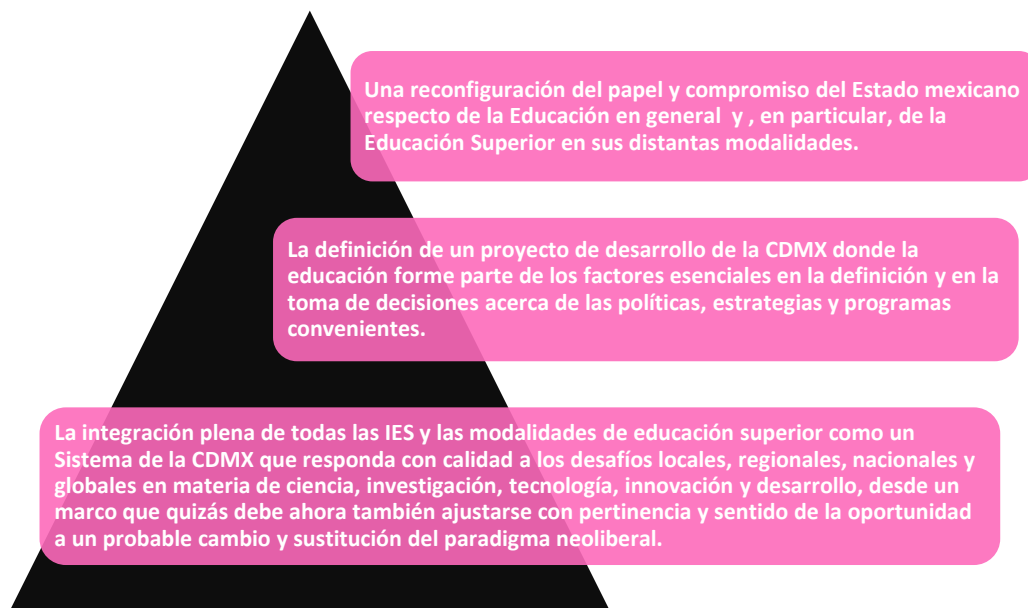 Una reconfiguración del papel y compromiso del Estado mexicano
respecto de la Educación en general y , en particular, de la
Educación Superior en sus distantas modalidades.
La definición de un proyecto de desarrollo de la CDMX donde la
educación forme parte de los factores esenciales en la definición y en la
toma de decisiones acerca de las políticas, estrategias y programas
convenientes.
La integración plena de todas las IES y las modalidades de educación superior como un
Sistema de la CDMX que responda con calidad a los desafíos locales, regionales, nacionales y
globales en materia de ciencia, investigación, tecnología, innovación y desarrollo, desde un
marco que quizás debe ahora también ajustarse con pertinencia y sentido de la oportunidad
a un probable cambio y sustitución del paradigma neoliberal.